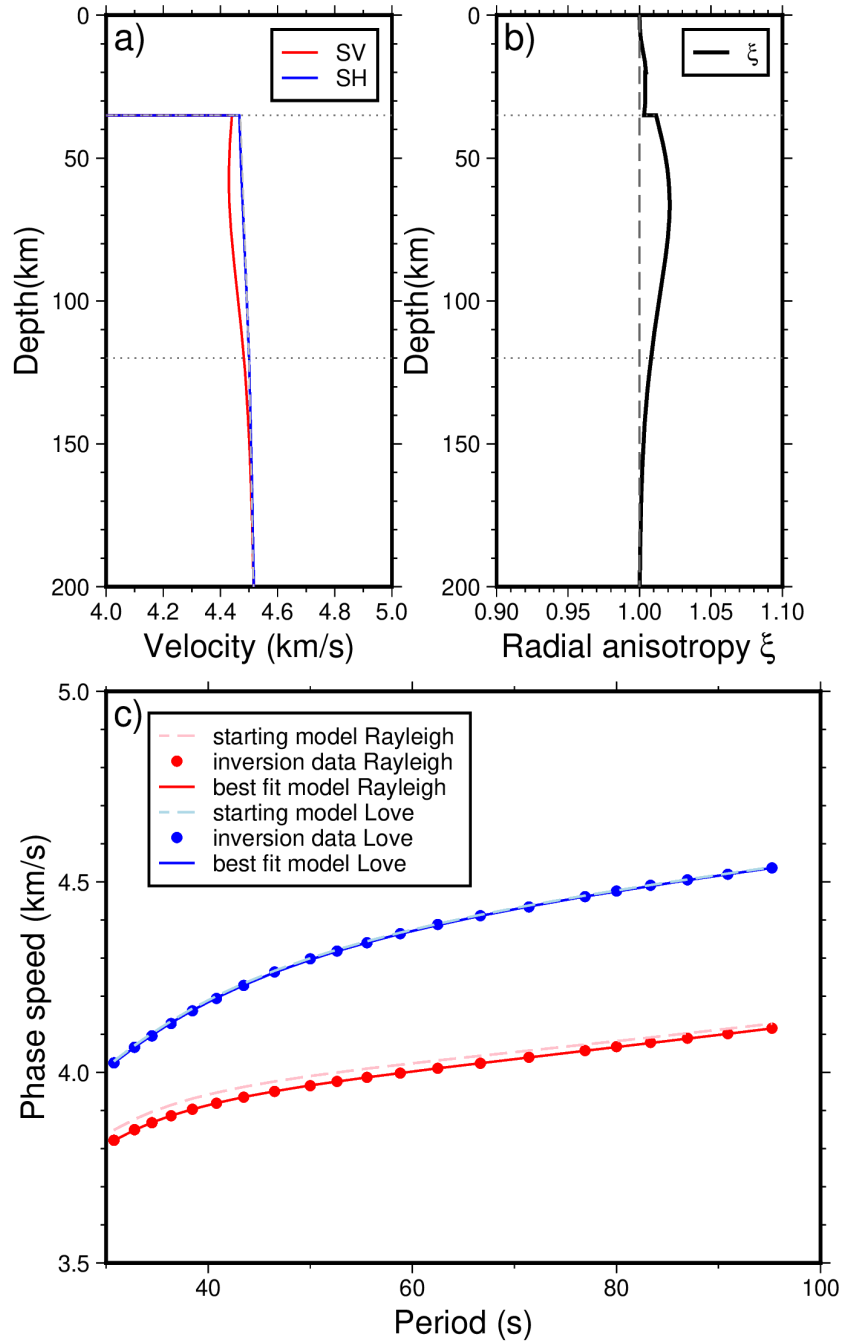 a)
SV
SH
0
50
100
150
200
Depth(km)
4.0 4.2 4.4 4.6 4.8 5.0
Velocity (km/s)
b)
ξ
0
50
100
150
200
Depth(km)
0.90 0.95 1.00 1.05 1.10
Radial anisotropy ξ
c)
starting model Rayleigh
inversion data Rayleigh
best fit model Rayleigh
starting model Love
inversion data Love
best fit model Love
5.0
4.5
4.0
3.5
Phase speed (km/s)
40 60 80 100
Period (s)